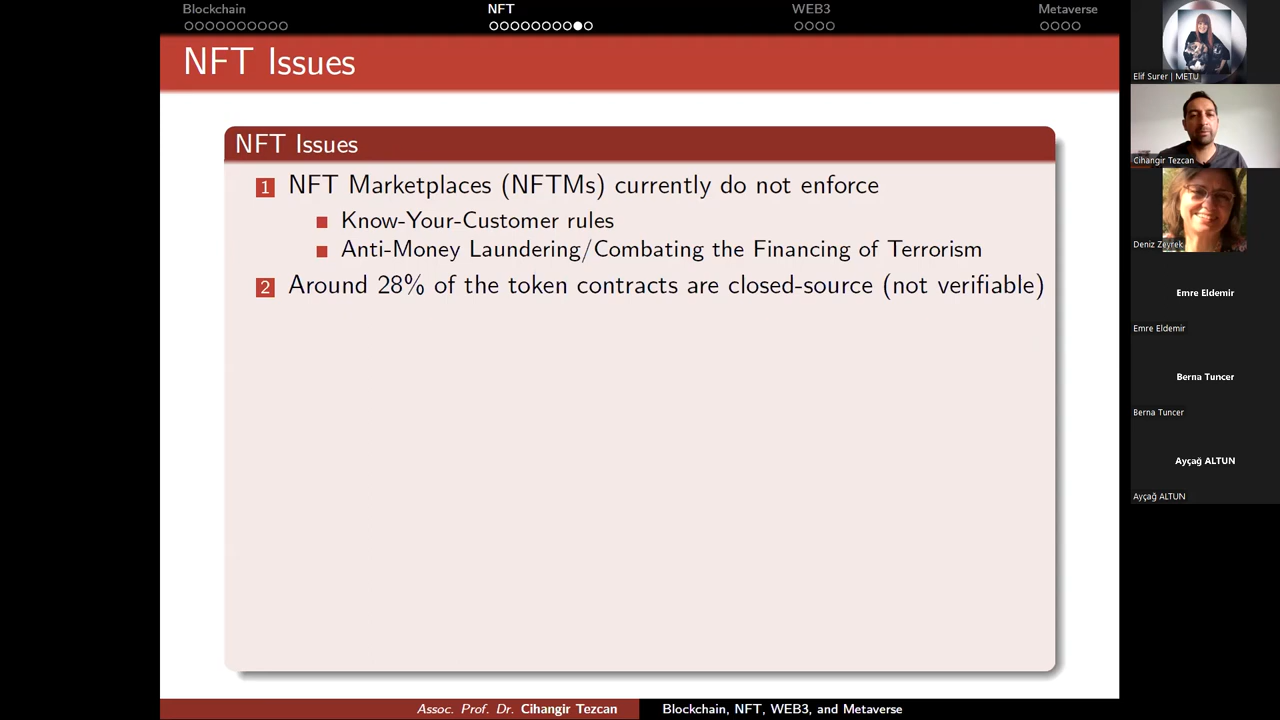 Blockchain
NFT
WEB3
Metaverse
NFT Issues
NFT Issues
1 NFT Marketplaces (NFTMs) currently do not enforce
Know-Your-Customer rules
Anti-Money Laundering/Combating the Financing of Terrorism
2 Around 28% of the token contracts are closed-source (not verifiable)
Assoc. Prof. Dr. Cihangir Tezcan
Blockchain, NFT, WEB3, and Metaverse
Elif Surer | METU
Cihangir Tezcan
Deniz Zeyrek
Emre Eldemir
Emre Eldemir
Berna Tuncer
Berna Tuncer
Ayçağ ALTUN
Ayçağ ALTUN